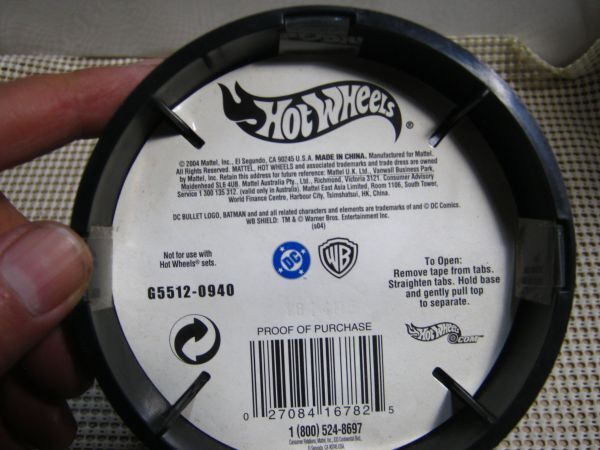 HOT WHEELS ®
© 2004 Mattel, Inc., El Segundo, CA 90245 U.S.A. MADE IN CHINA. Manufactured for Mattel.
All Rights Reserved. MATTEL, HOT WHEELS and associated trademarks and trade dress are owned
by Mattel, Inc. Retain this address for future reference: Mattel U.K. Ltd., Vanwall Business Park,
Maidenhead SL6 4UB. Mattel Australia Pty., Ltd., Richmond, Victoria 3121. Consumer Advisory
Service 1 300 135 312. (valid only in Australia). Mattel East Asia Limited, Room 1106, South Tower,
World Finance Centre, Harbour City, Tsimshatsui, HK, China.
DC BULLET LOGO, BATMAN and and all related characters and elements are trademarks of and © DC Comics.
WB SHIELD: TM & © Warner Bros. Entertainment Inc.
(s04)
Not for use with
Hot Wheels® sets.
DC
WB
To Open:
Remove tape from tabs.
Straighten tabs. Hold base
and gently pull top
to separate.
G5512-0940
PROOF OF PURCHASE
HOT WHEELS .COM
0 27084 16782 5
1 (800) 524-8697